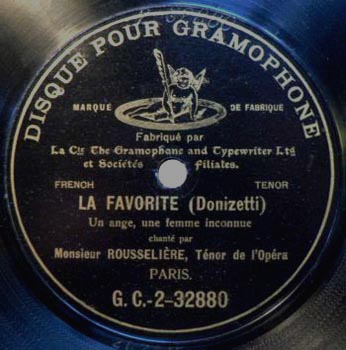 DISQUE POUR GRAMOPHONE
MARQUE DE FABRIQUE
Fabriqué par
La Cie The Gramophone and Typewriter Ltd
et Sociétés Filiales.
FRENCH TENOR
LA FAVORITE (Donizetti)
Un ange, une femme inconnue
chanté par
Monsieur ROUSSELIÈRE, Ténor de l'Opéra
PARIS.
G. C.-2-32880